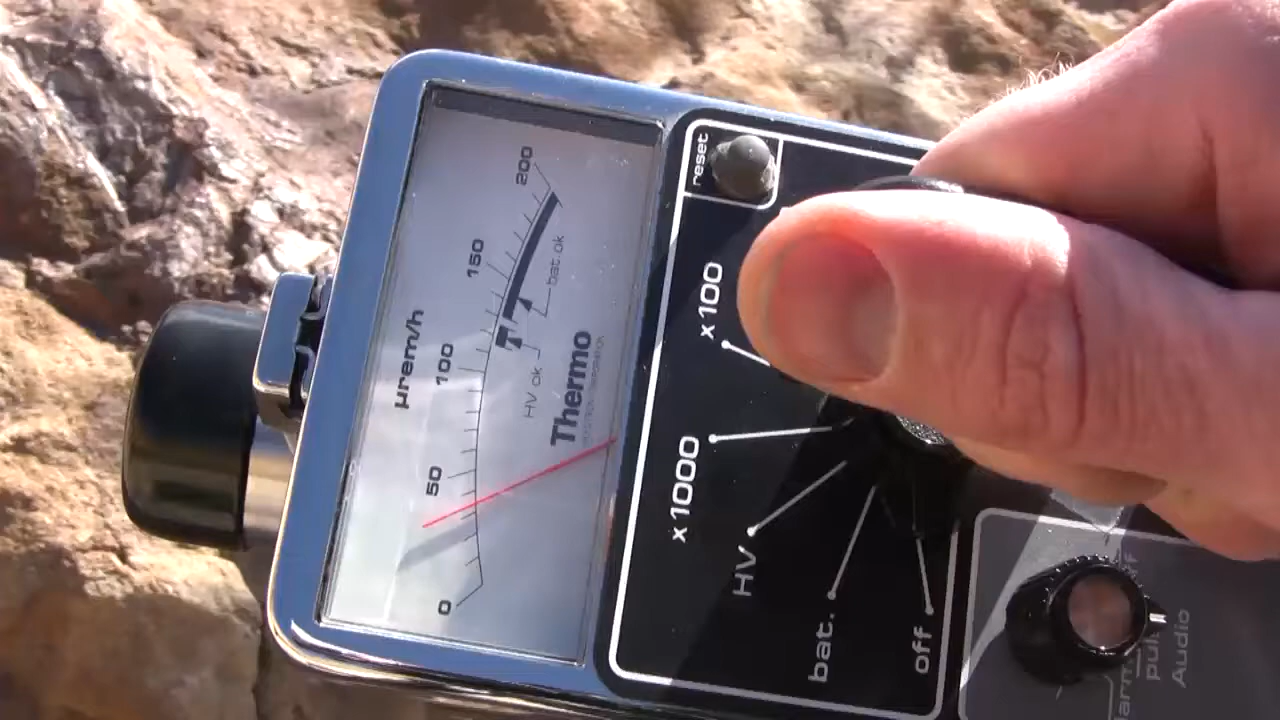 200
150
100
50
0
µrem/h
bat. ok
HV ok
Thermo
reset
x100
x1000
HV
bat.
off
Audio